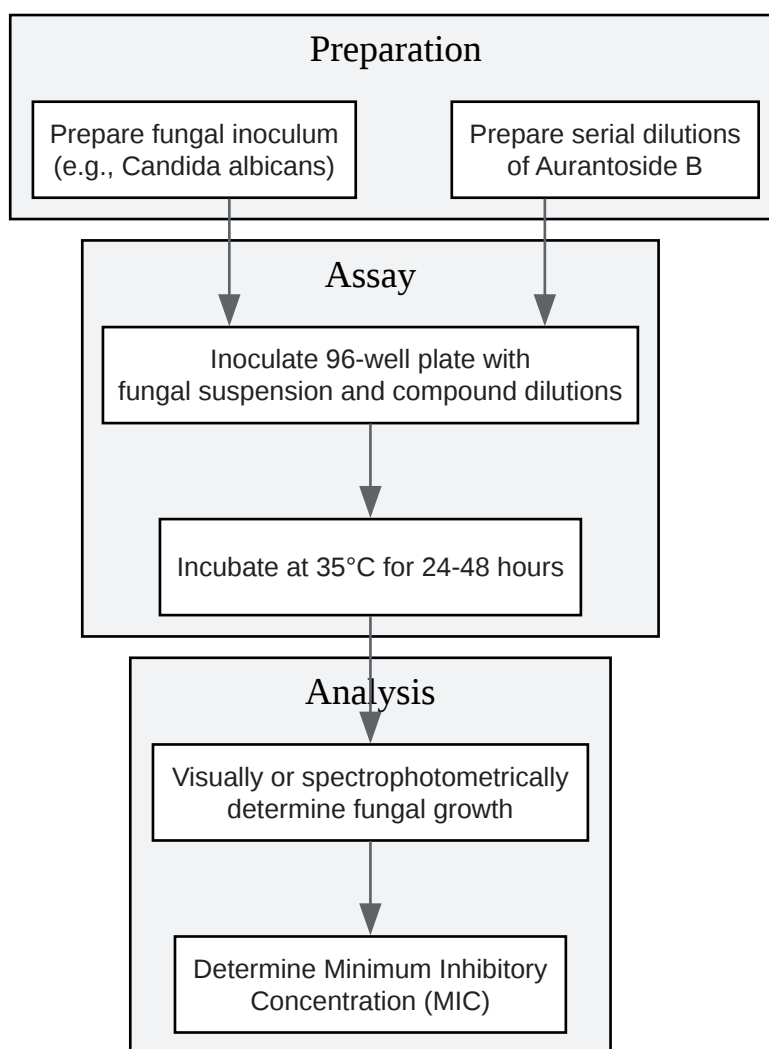 Preparation
Prepare fungal inoculum
(e.g., Candida albicans)
Prepare serial dilutions
of Aurantoside B
Assay
Inoculate 96-well plate with
fungal suspension and compound dilutions
Incubate at 35°C for 24-48 hours
Analysis
Visually or spectrophotometrically
determine fungal growth
Determine Minimum Inhibitory
Concentration (MIC)